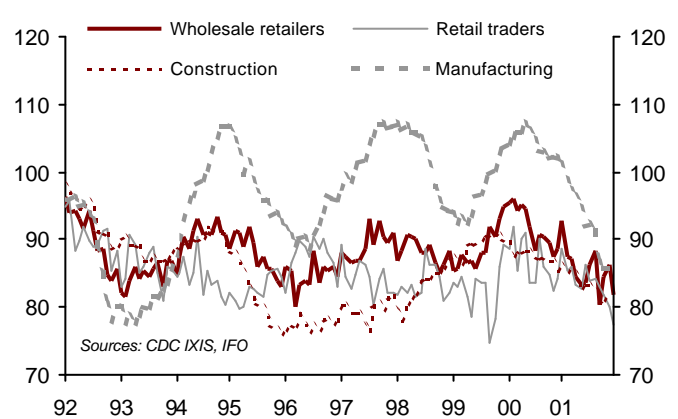 120 120
Wholesale retailers Retail traders
Construction Manufacturing
110 110
100 100
90 90
80 80
Sources: CDC IXIS, IFO
70 70
92 93 94 95 96 97 98 99 00 01